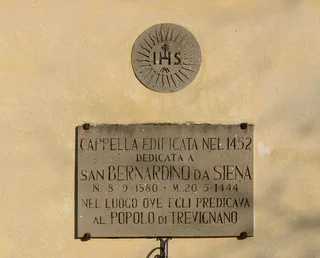 IHS
CAPPELLA EDIFICATA NEL 1452
DEDICATA A
SAN BERNARDINO DA SIENA
N. 8-9-1380 · M. 20-5-1444
NEL LUOGO OVE EGLI PREDICAVA
AL POPOLO DI TREVIGNANO